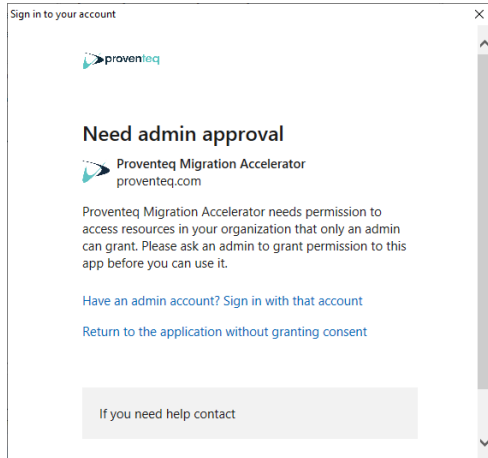 Sign in to your account
proventeq
Need admin approval
Proventeq Migration Accelerator
proventeq.com
Proventeq Migration Accelerator needs permission to
access resources in your organization that only an admin
can grant. Please ask an admin to grant permission to this
app before you can use it.
Have an admin account? Sign in with that account
Return to the application without granting consent
If you need help contact